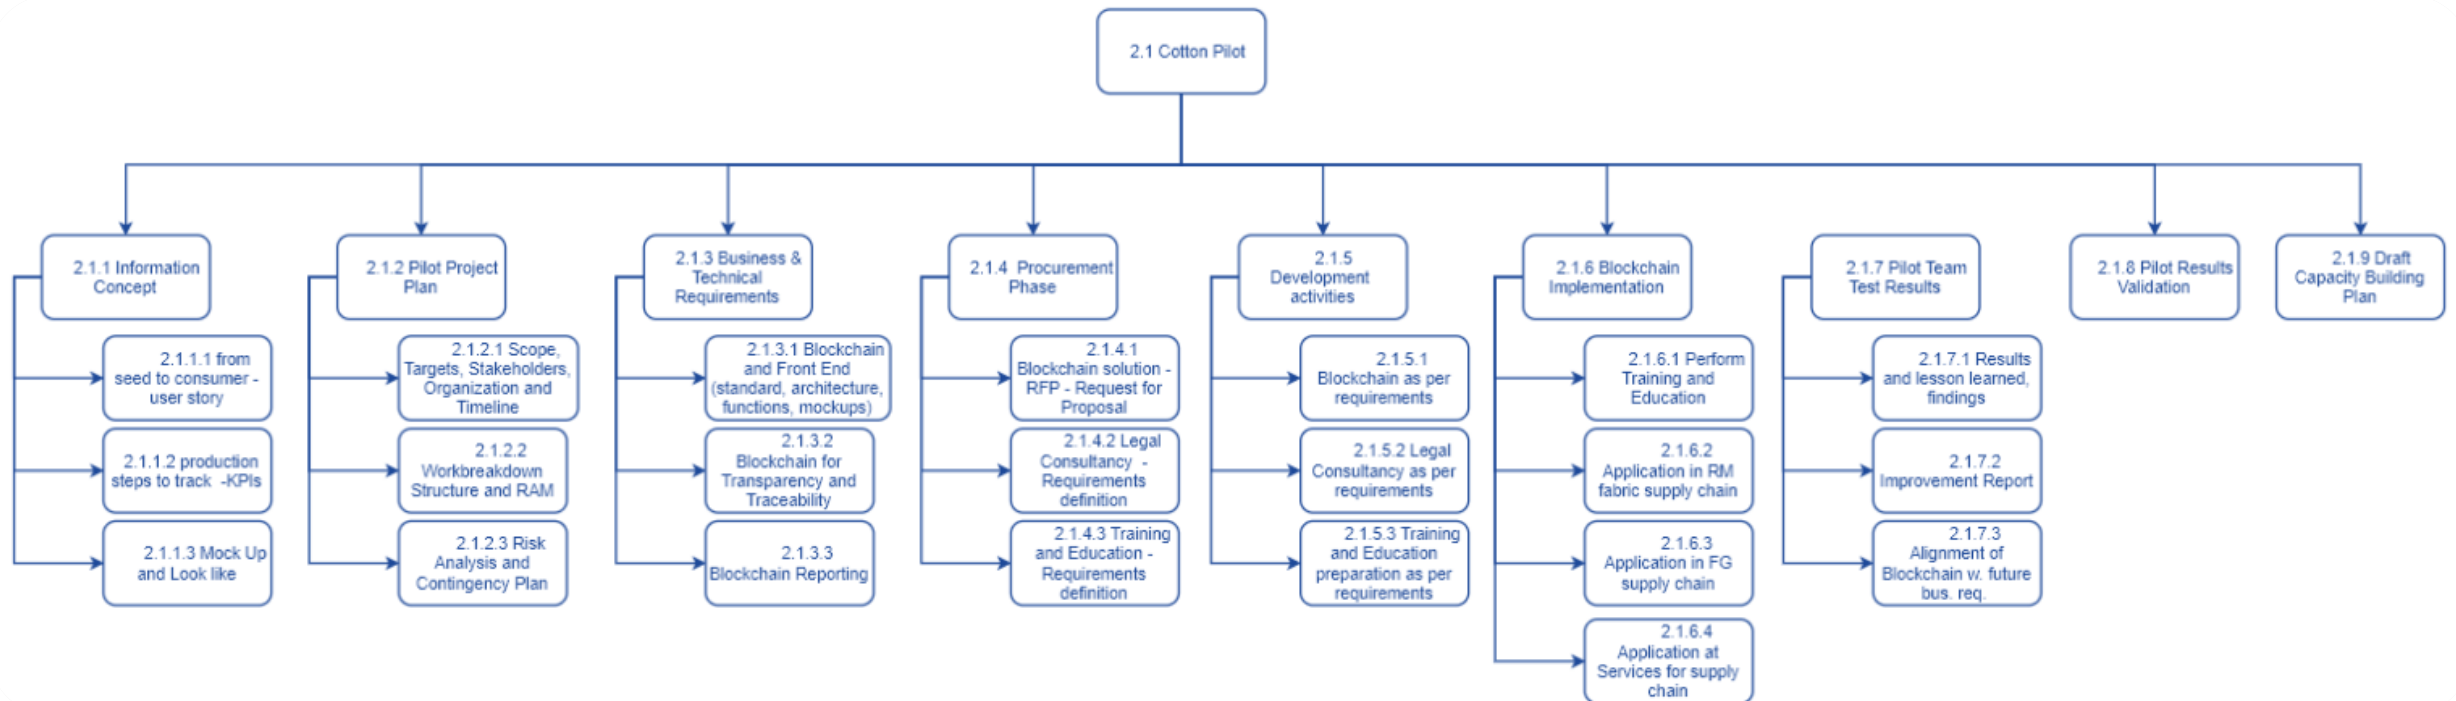 2.1 Cotton Pilot
2.1.1 Information
Concept
2.1.1.1 from
seed to consumer -
user story
2.1.1.2 production
steps to track  -KPIs
2.1.1.3 Mock Up
and Look like
2.1.2 Pilot Project
Plan
2.1.2.1 Scope,
Targets, Stakeholders,
Organization and
Timeline
2.1.2.2
Workbreakdown
Structure and RAM
2.1.2.3 Risk
Analysis and
Contingency Plan
2.1.3 Business &
Technical
Requirements
2.1.3.1 Blockchain
and Front End
(standard, architecture,
functions, mockups)
2.1.3.2
Blockchain for
Transparency and
Traceability
2.1.3.3
Blockchain Reporting
2.1.4  Procurement
Phase
2.1.4.1
Blockchain solution -
RFP - Request for
Proposal
2.1.4.2 Legal
Consultancy  -
Requirements
definition
2.1.4.3 Training
and Education -
Requirements
definition
2.1.5
Development
activities
2.1.5.1
Blockchain as per
requirements
2.1.5.2 Legal
Consultancy as per
requirements
2.1.5.3 Training
and Education
preparation as per
requirements
2.1.6 Blockchain
Implementation
2.1.6.1 Perform
Training and
Education
2.1.6.2
Application in RM
fabric supply chain
2.1.6.3
Application in FG
supply chain
2.1.6.4
Application at
Services for supply
chain
2.1.7 Pilot Team
Test Results
2.1.7.1 Results
and lesson learned,
findings
2.1.7.2
Improvement Report
2.1.7.3
Alignment of
Blockchain w. future
bus. req.
2.1.8 Pilot Results
Validation
2.1.9 Draft
Capacity Building
Plan